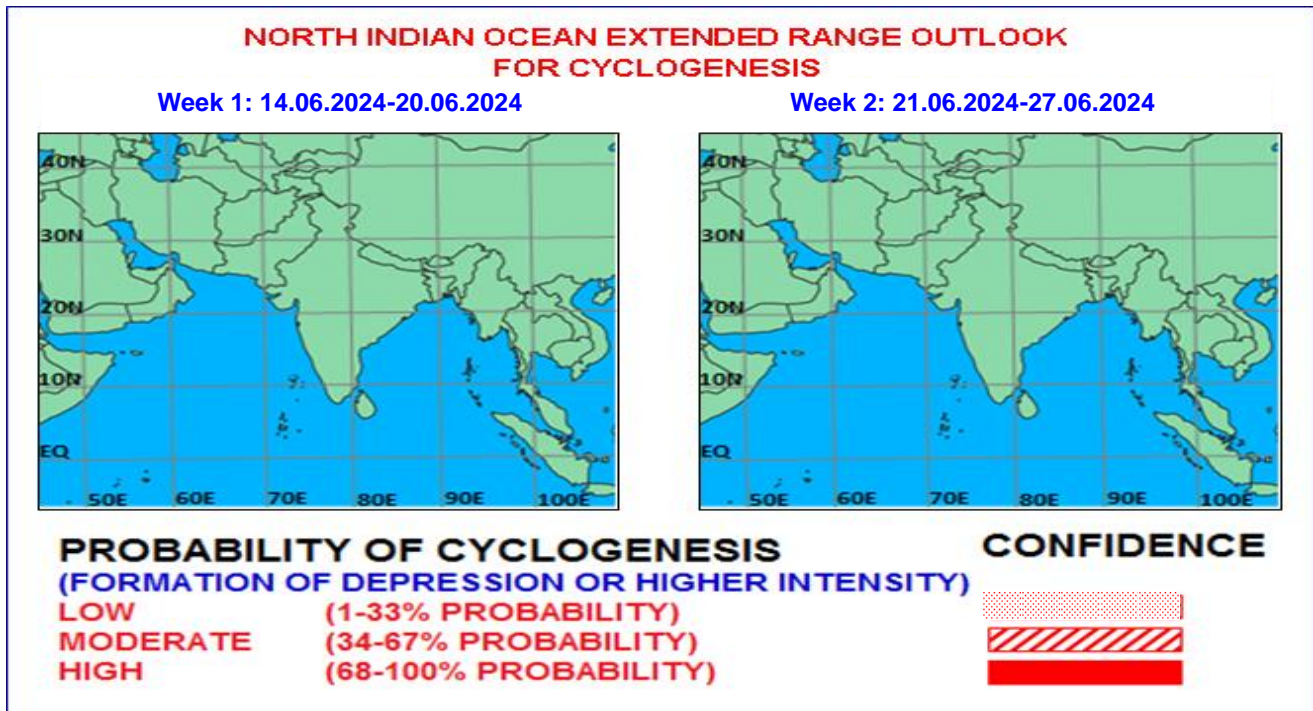 NORTH INDIAN OCEAN EXTENDED RANGE OUTLOOK
FOR CYCLOGENESIS
Week 1: 14.06.2024-20.06.2024
40N
30N
20N
10N
EQ
50E 60E 70E 80E 90E 100E
Week 2: 21.06.2024-27.06.2024
40N
30N
20N
10N
EQ
50E 60E 70E 80E 90E 100E
PROBABILITY OF CYCLOGENESIS CONFIDENCE
(FORMATION OF DEPRESSION OR HIGHER INTENSITY)
LOW (1-33% PROBABILITY)
MODERATE (34-67% PROBABILITY)
HIGH (68-100% PROBABILITY)